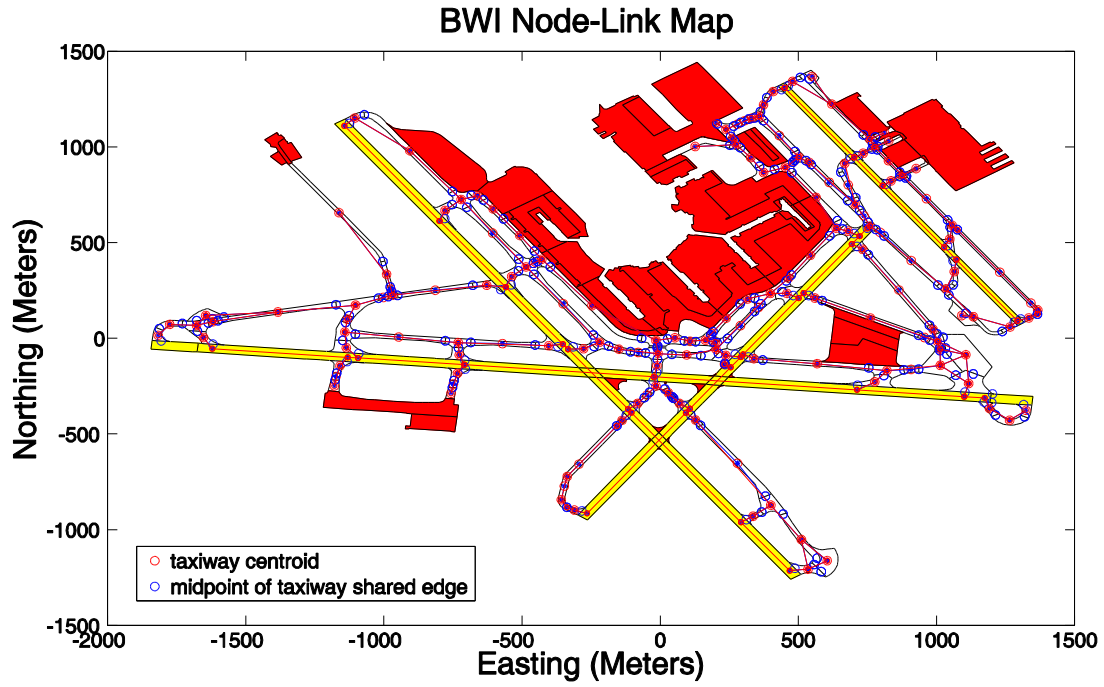 BWI Node-Link Map
Northing (Meters)
1500
1000
500
0
-500
-1000
-1500
taxiway centroid
midpoint of taxiway shared edge
-2000 -1500 -1000 -500 0 500 1000 1500
Easting (Meters)